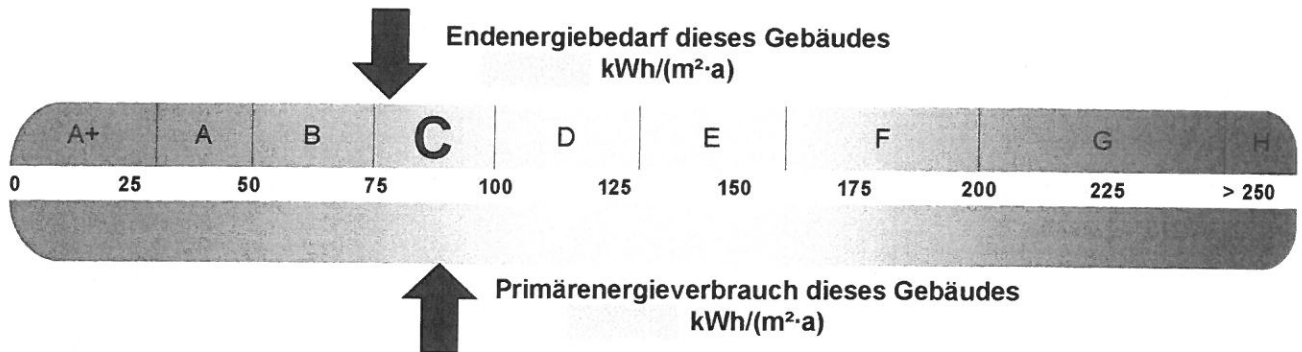 Endenergiebedarf dieses Gebäudes
kWh/(m²·a)
A+ A B C D E F G H
0 25 50 75 100 125 150 175 200 225 > 250
Primärenergieverbrauch dieses Gebäudes
kWh/(m²·a)